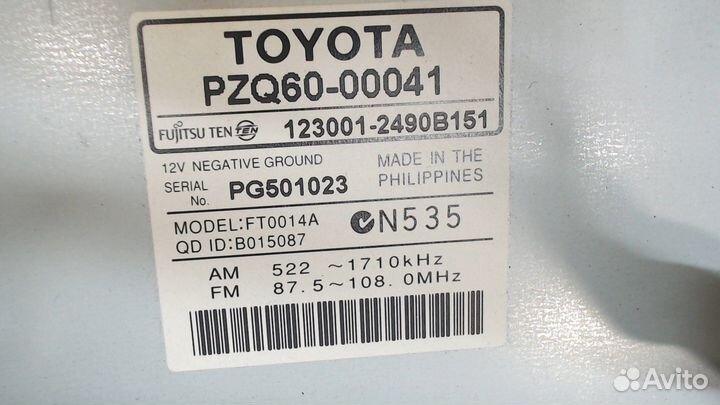 TOYOTA
PZQ60-00041
FUJITSU TEN TEN 123001-2490B151
12V NEGATIVE GROUND
SERIAL No. PG501023
MADE IN THE PHILIPPINES
MODEL:FT0014A
QD ID:B015087
N535
AM 522 ~1710kHz
FM 87.5~108.0MHz
Avito